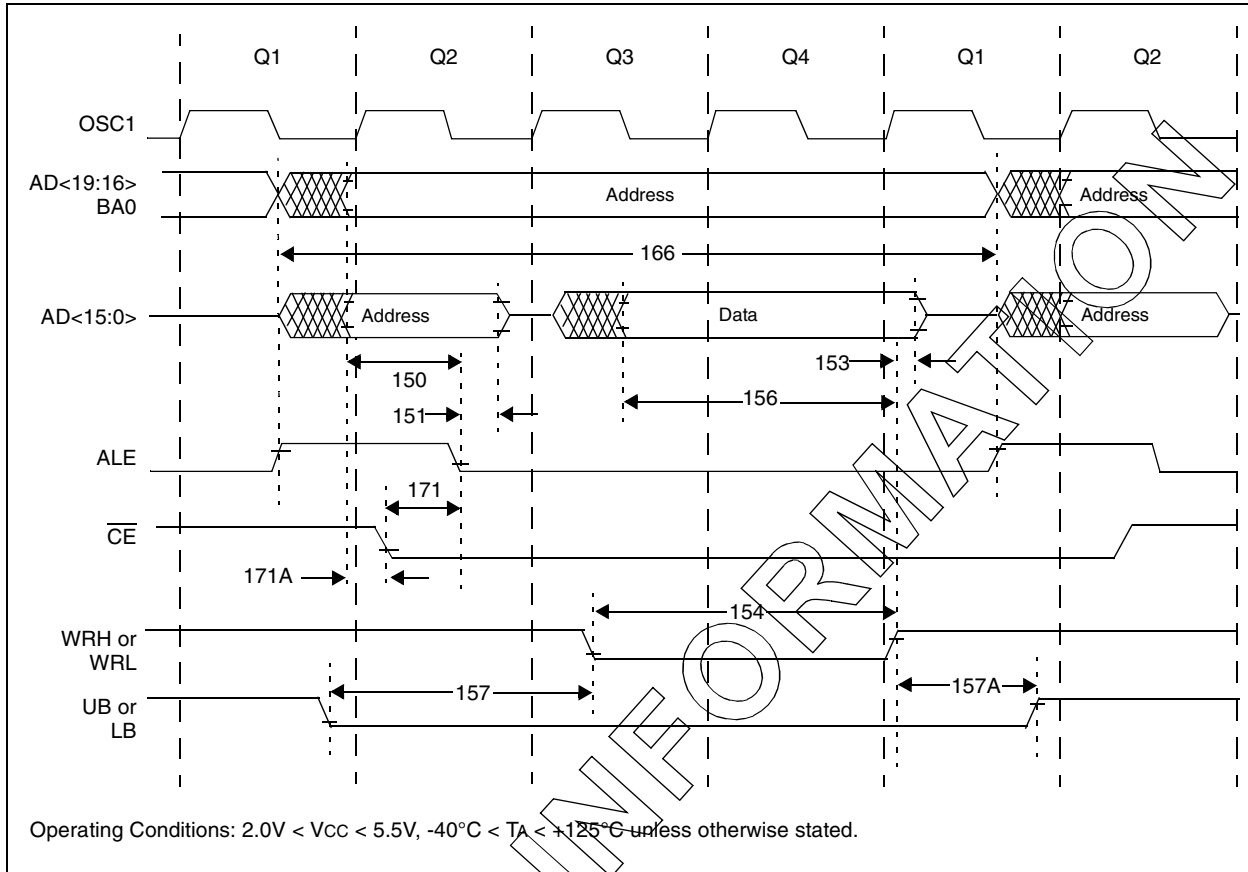 Q1 Q2 Q3 Q4 Q1 Q2
OSC1
AD<19:16>
BA0
Address
Address
166
AD<15:0>
Address
Data
Address
153
150
156
151
ALE
171
CE
171A
154
WRH or
WRL
157
157A
UB or
LB
INFORMATION
Operating Conditions: 2.0V < VCC < 5.5V, -40°C < TA < +125°C unless otherwise stated.